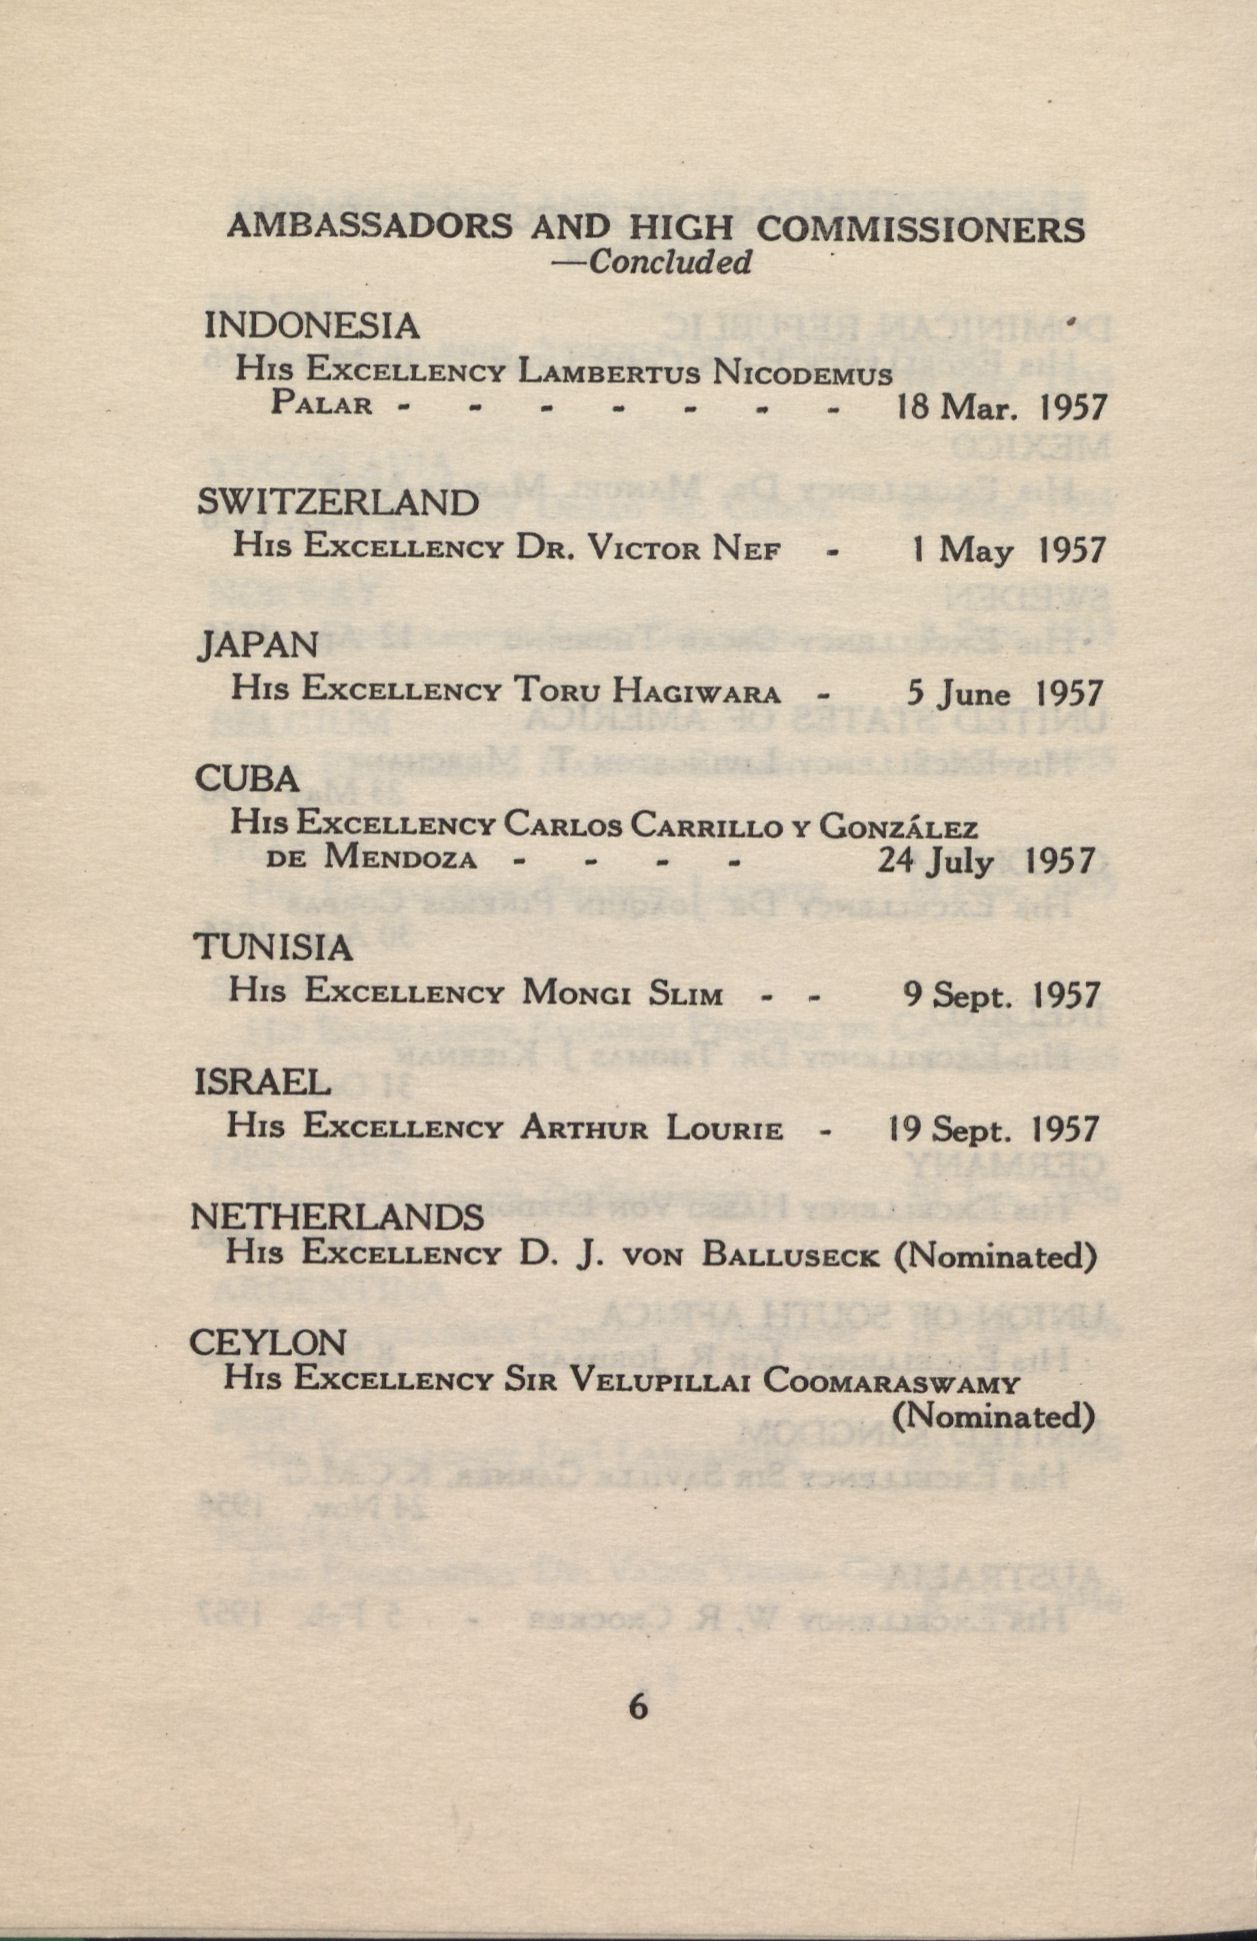 AMBASSADORS AND HIGH COMMISSIONERS
—Concluded
INDONESIA
His Excellency Lambertus Nicodemus
Palar - - - - - - - 18 Mar. 1957
SWITZERLAND
His Excellency Dr. Victor Nef - 1 May 1957
JAPAN
His Excellency Toru Hagiwara - 5 June 1957
CUBA
His Excellency Carlos Carrillo y González
de Mendoza - - - - 24 July 1957
TUNISIA
His Excellency Mongi Slim - - 9 Sept. 1957
ISRAEL
His Excellency Arthur Lourie - 19 Sept. 1957
NETHERLANDS
His Excellency D. J. von Balluseck (Nominated)
CEYLON
His Excellency Sir Velupillai Coomaraswamy
(Nominated)
6